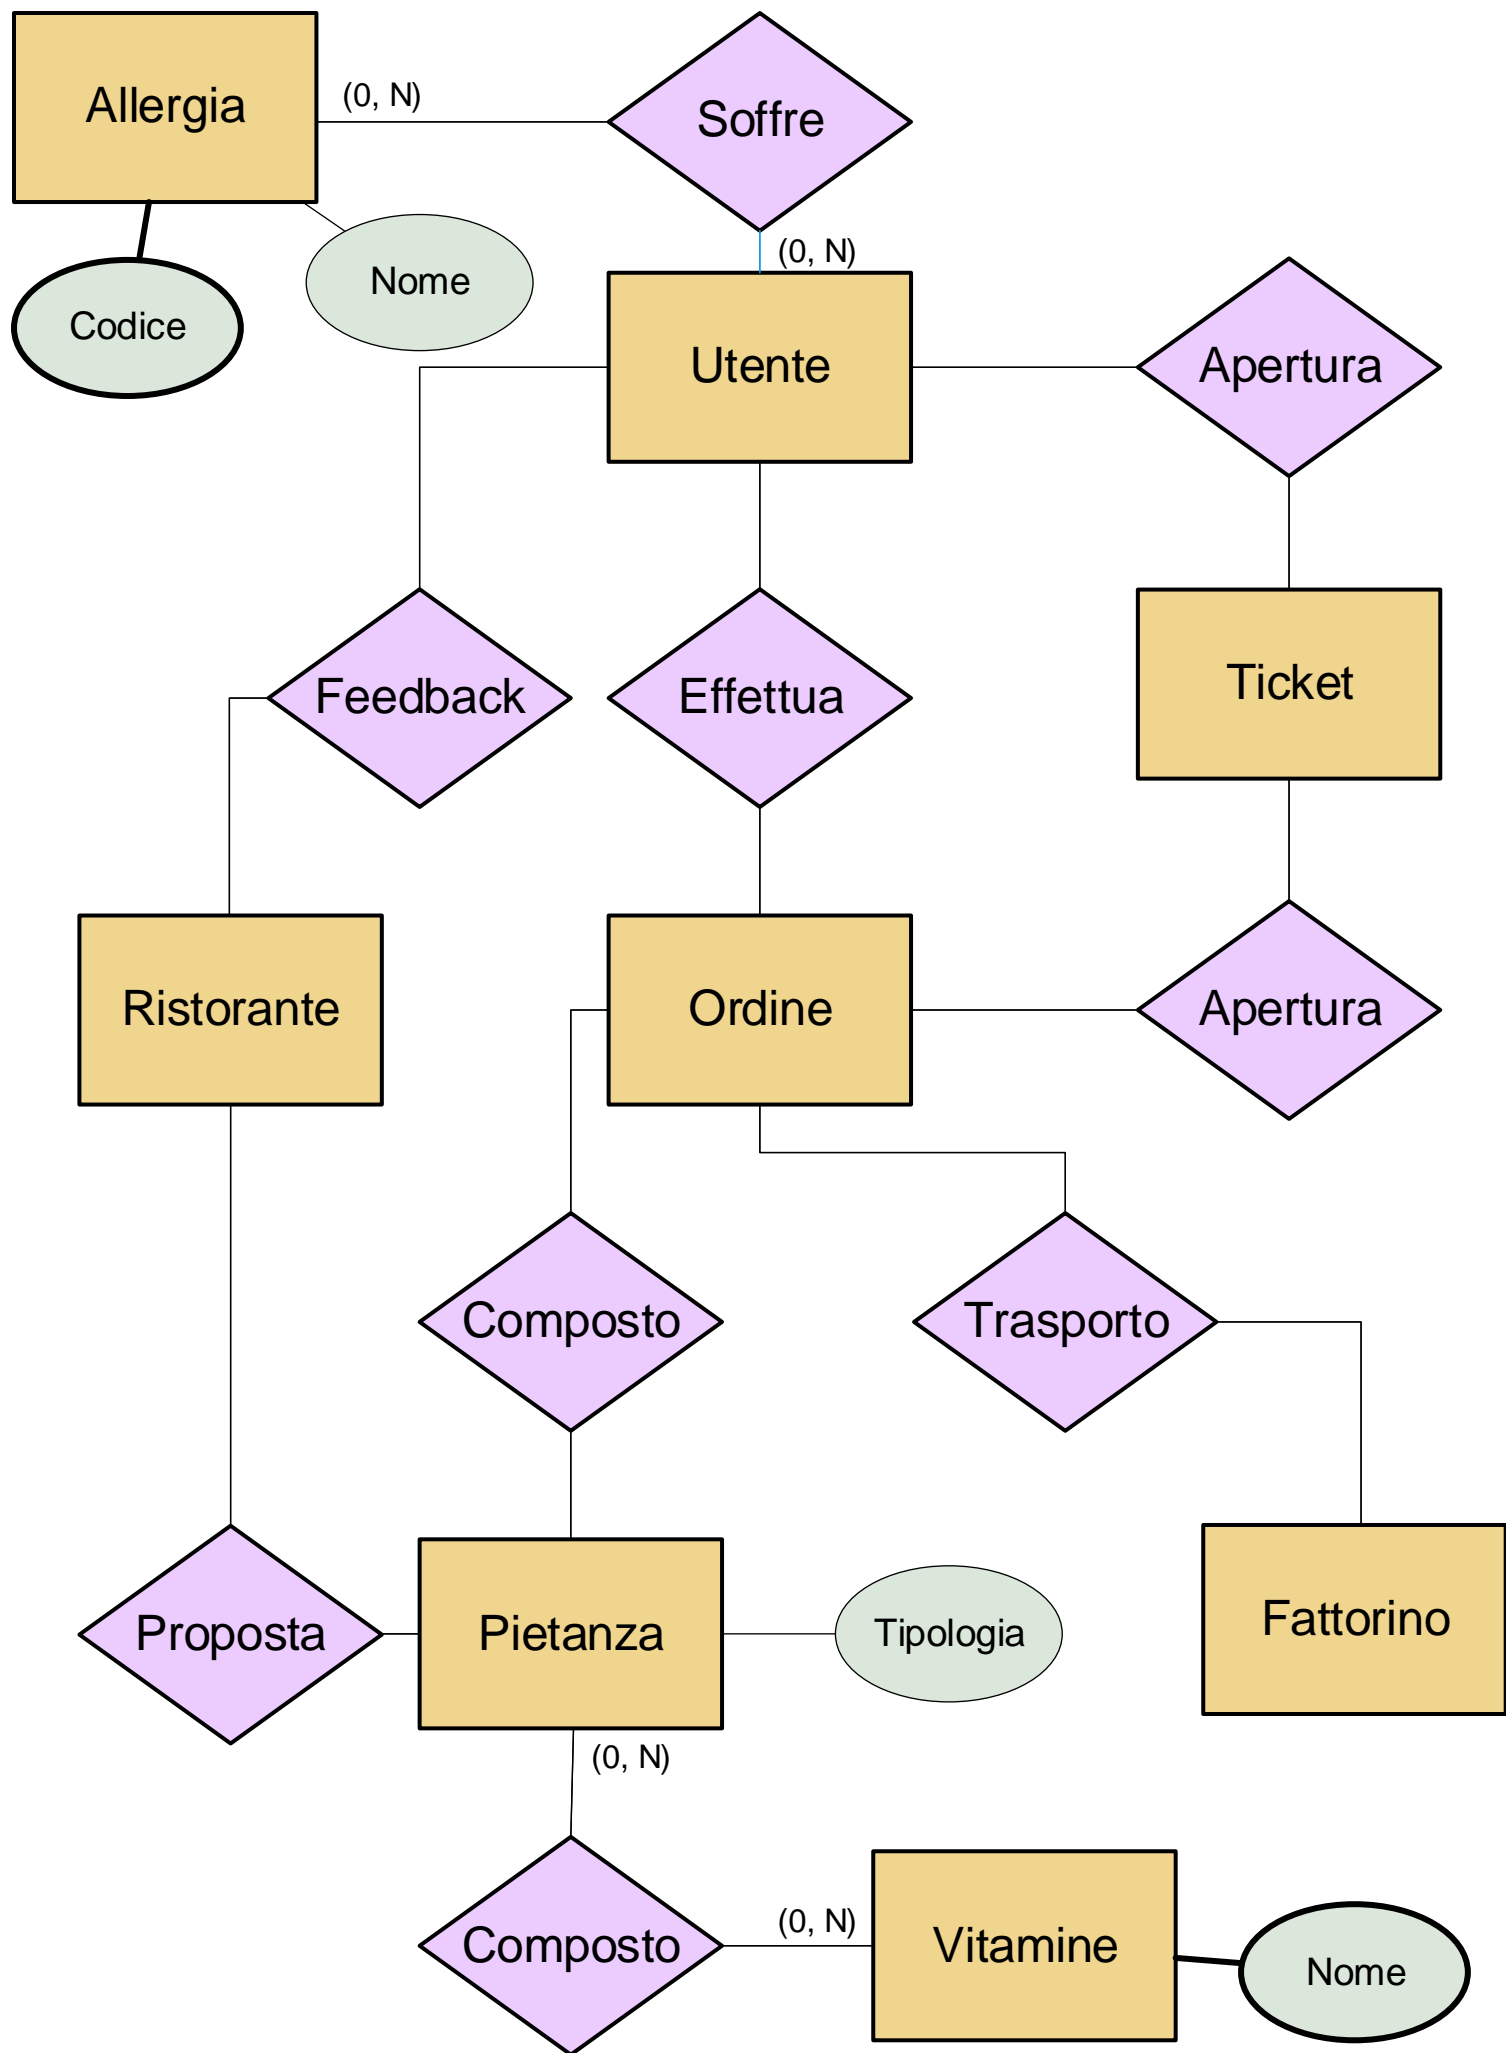 Allergia
(0, N)
Soffre
(0, N)
Nome
Codice
Utente
Apertura
Feedback
Effettua
Ticket
Ristorante
Ordine
Apertura
Composto
Trasporto
Proposta
Pietanza
Tipologia
Fattorino
(0, N)
Composto
(0, N)
Vitamine
Nome